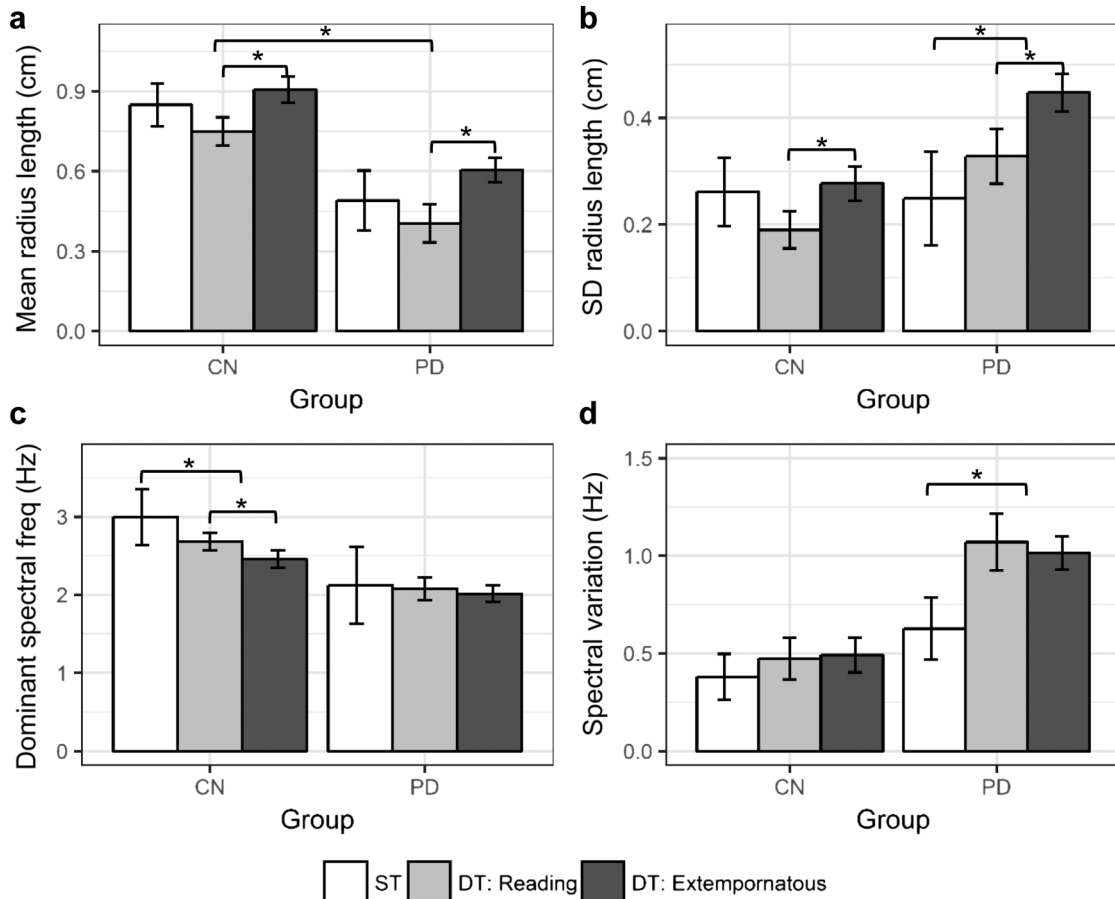 a
Mean radius length (cm)
0.9
0.6
0.3
0.0
*
*
*
CN
PD
Group
b
SD radius length (cm)
0.4
0.2
0.0
*
*
*
CN
PD
Group
c
Dominant spectral freq (Hz)
3
2
1
0
*
*
CN
PD
Group
d
Spectral variation (Hz)
1.5
1.0
0.5
0.0
*
CN
PD
Group
ST DT: Reading DT: Extempornatous